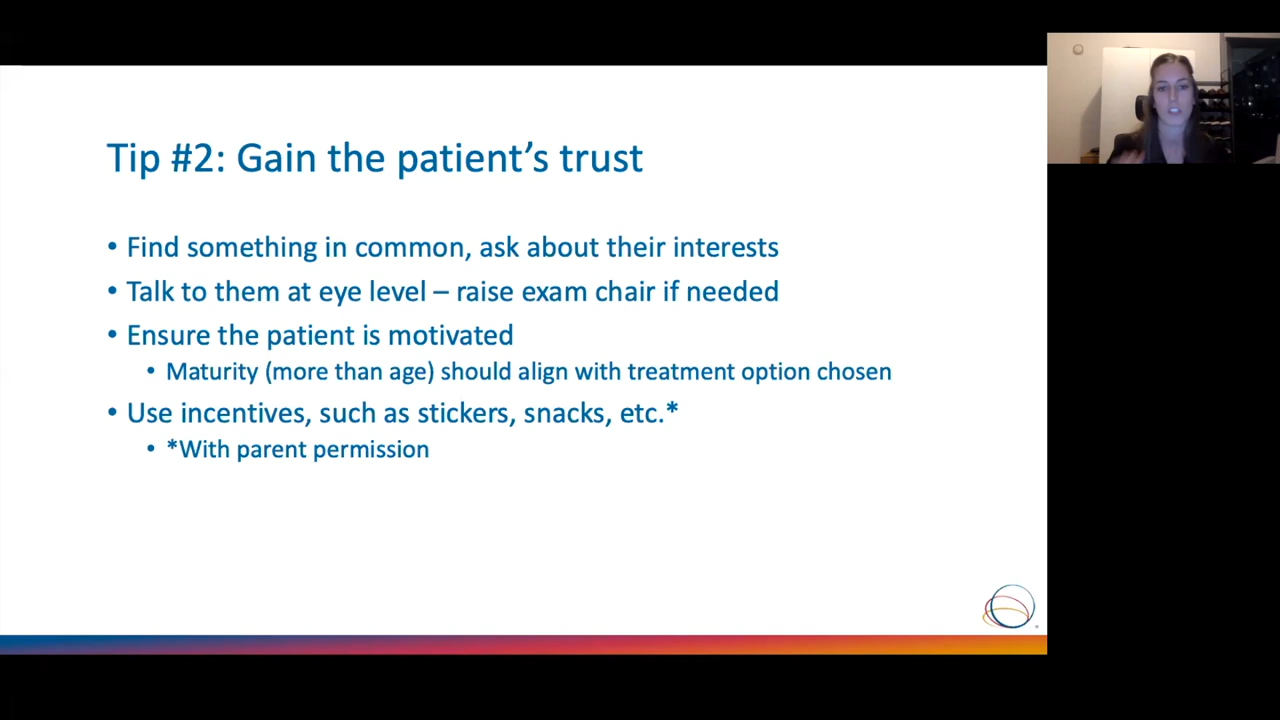 Tip #2: Gain the patient’s trust
• Find something in common, ask about their interests
• Talk to them at eye level – raise exam chair if needed
• Ensure the patient is motivated
• Maturity (more than age) should align with treatment option chosen
• Use incentives, such as stickers, snacks, etc.*
• *With parent permission